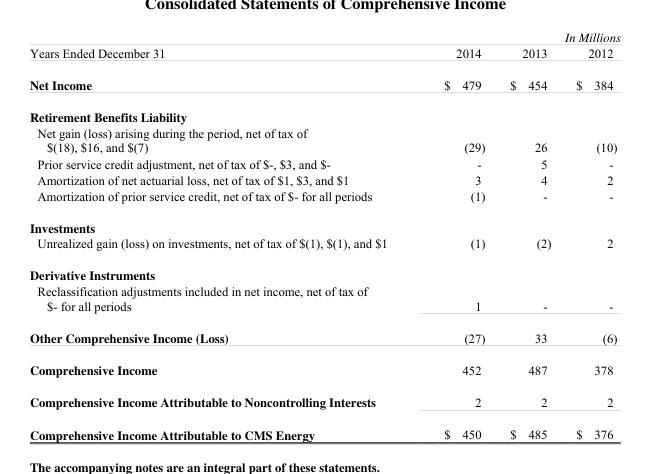 Consolidated Statements of Comprehensive Income
In Millions
Years Ended December 31 2014 2013 2012
Net Income $ 479 $ 454 $ 384
Retirement Benefits Liability
Net gain (loss) arising during the period, net of tax of
$(18), $16, and $(7) (29) 26 (10)
Prior service credit adjustment, net of tax of $-, $3, and $- - 5 -
Amortization of net actuarial loss, net of tax of $1, $3, and $1 3 4 2
Amortization of prior service credit, net of tax of $- for all periods (1) - -
Investments
Unrealized gain (loss) on investments, net of tax of $(1), $(1), and $1 (1) (2) 2
Derivative Instruments
Reclassification adjustments included in net income, net of tax of
$- for all periods 1 - -
Other Comprehensive Income (Loss) (27) 33 (6)
Comprehensive Income 452 487 378
Comprehensive Income Attributable to Noncontrolling Interests 2 2 2
Comprehensive Income Attributable to CMS Energy $ 450 $ 485 $ 376
The accompanying notes are an integral part of these statements.